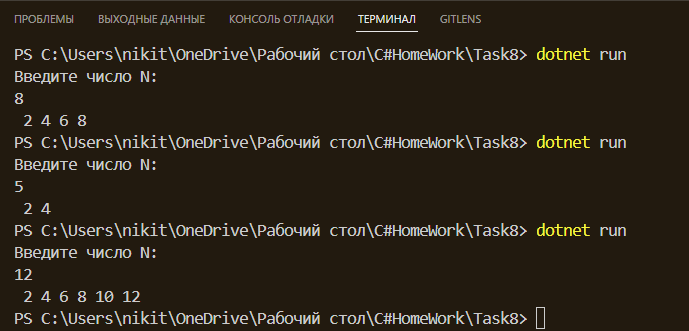 ПРОБЛЕМЫ ВЫХОДНЫЕ ДАННЫЕ КОНСОЛЬ ОТЛАДКИ ТЕРМИНАЛ GITLENS
PS C:\Users\nikit\OneDrive\Рабочий стол\C#HomeWork\Task8> dotnet run
Введите число N:
8
 2 4 6 8
PS C:\Users\nikit\OneDrive\Рабочий стол\C#HomeWork\Task8> dotnet run
Введите число N:
5
 2 4
PS C:\Users\nikit\OneDrive\Рабочий стол\C#HomeWork\Task8> dotnet run
Введите число N:
12
 2 4 6 8 10 12
PS C:\Users\nikit\OneDrive\Рабочий стол\C#HomeWork\Task8>